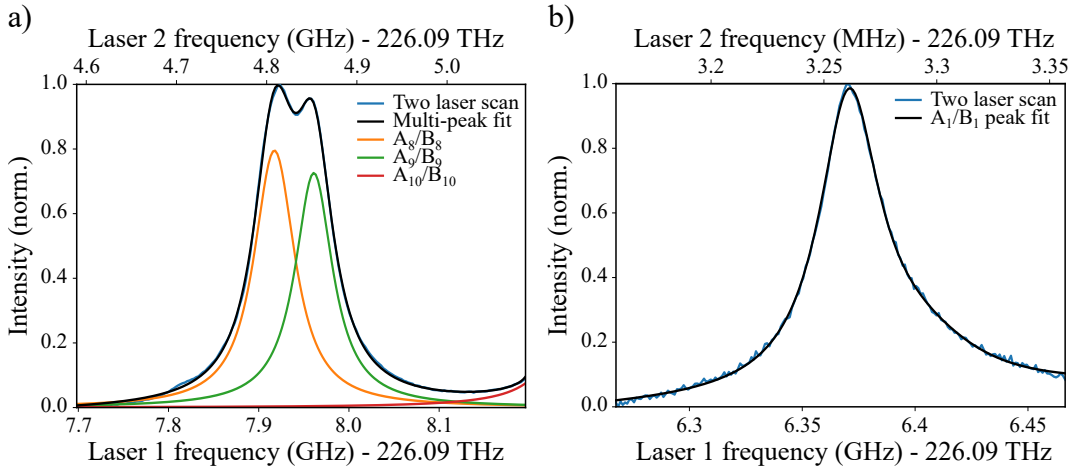 a)
Laser 2 frequency (GHz) - 226.09 THz
4.6 4.7 4.8 4.9 5.0
1.0
0.8
0.6
0.4
0.2
0.0
Intensity (norm.)
Two laser scan
Multi-peak fit
A₈/B₈
A₉/B₉
A₁₀/B₁₀
7.7 7.8 7.9 8.0 8.1
Laser 1 frequency (GHz) - 226.09 THz
b)
Laser 2 frequency (MHz) - 226.09 THz
3.2 3.25 3.3 3.35
1.0
0.8
0.6
0.4
0.2
0.0
Intensity (norm.)
Two laser scan
A₁/B₁ peak fit
6.3 6.35 6.4 6.45
Laser 1 frequency (GHz) - 226.09 THz